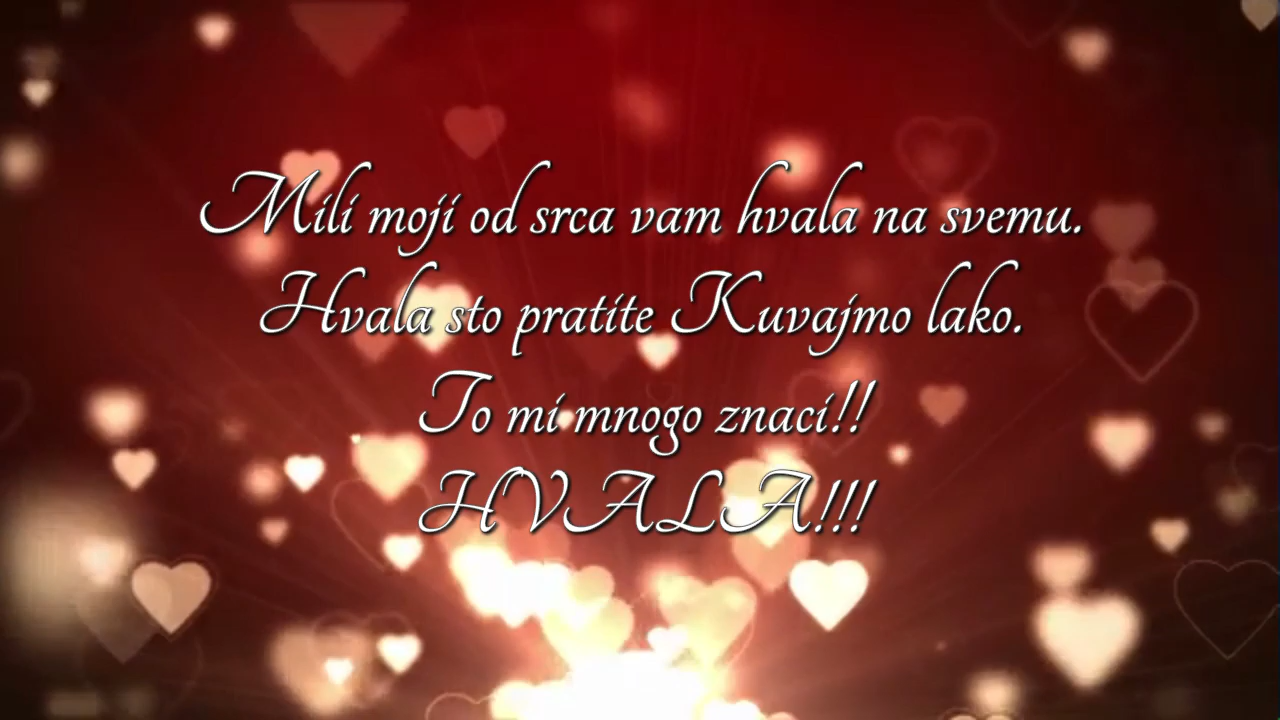 Mili moji od srca vam hvala na svemu.
Hvala sto pratite Kuvajmo lako.
To mi mnogo znaci!!
HVALA!!!